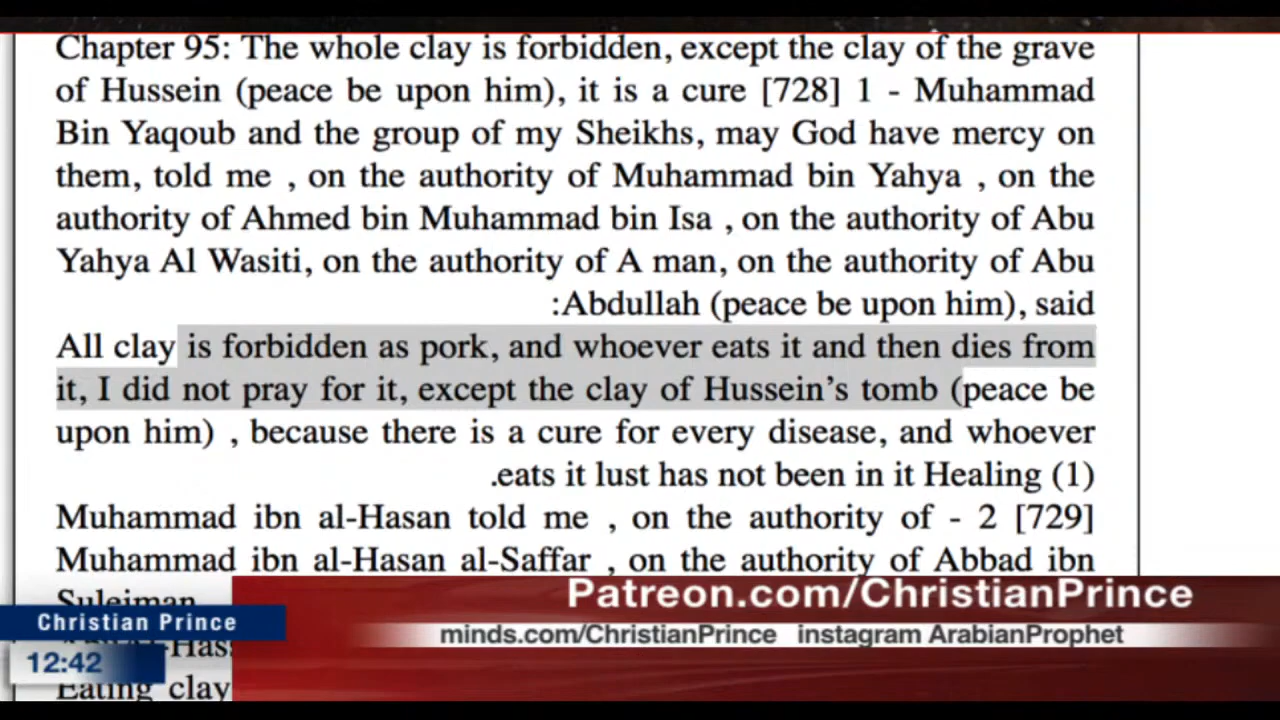 Chapter 95: The whole clay is forbidden, except the clay of the grave
of Hussein (peace be upon him), it is a cure [728] 1 - Muhammad
Bin Yaqoub and the group of my Sheikhs, may God have mercy on
them, told me , on the authority of Muhammad bin Yahya , on the
authority of Ahmed bin Muhammad bin Isa , on the authority of Abu
Yahya Al Wasiti, on the authority of A man, on the authority of Abu
:Abdullah (peace be upon him), said
All clay is forbidden as pork, and whoever eats it and then dies from
it, I did not pray for it, except the clay of Hussein's tomb (peace be
upon him) , because there is a cure for every disease, and whoever
.eats it lust has not been in it Healing (1)
Muhammad ibn al-Hasan told me , on the authority of - 2 [729]
Muhammad ibn al-Hasan al-Saffar , on the authority of Abbad ibn
Suleiman
Eating clay
Patreon.com/ChristianPrince
Christian Prince
minds.com/ChristianPrince instagram ArabianProphet
12:42